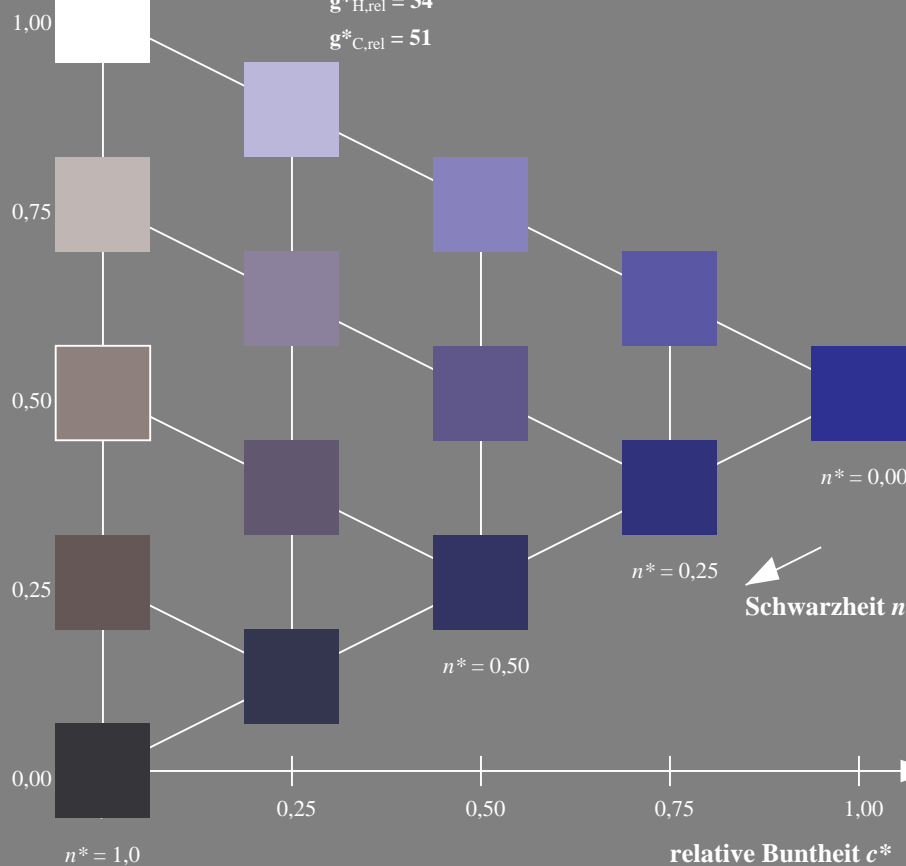 g*H,rel = 54
1,00
g*C,rel = 51
0,75
0,50
n* = 0,00
n* = 0,25
0,25
Schwarzheit n
n* = 0,50
0,00
0,25 0,50 0,75 1,00
n* = 1,0
relative Buntheit c*